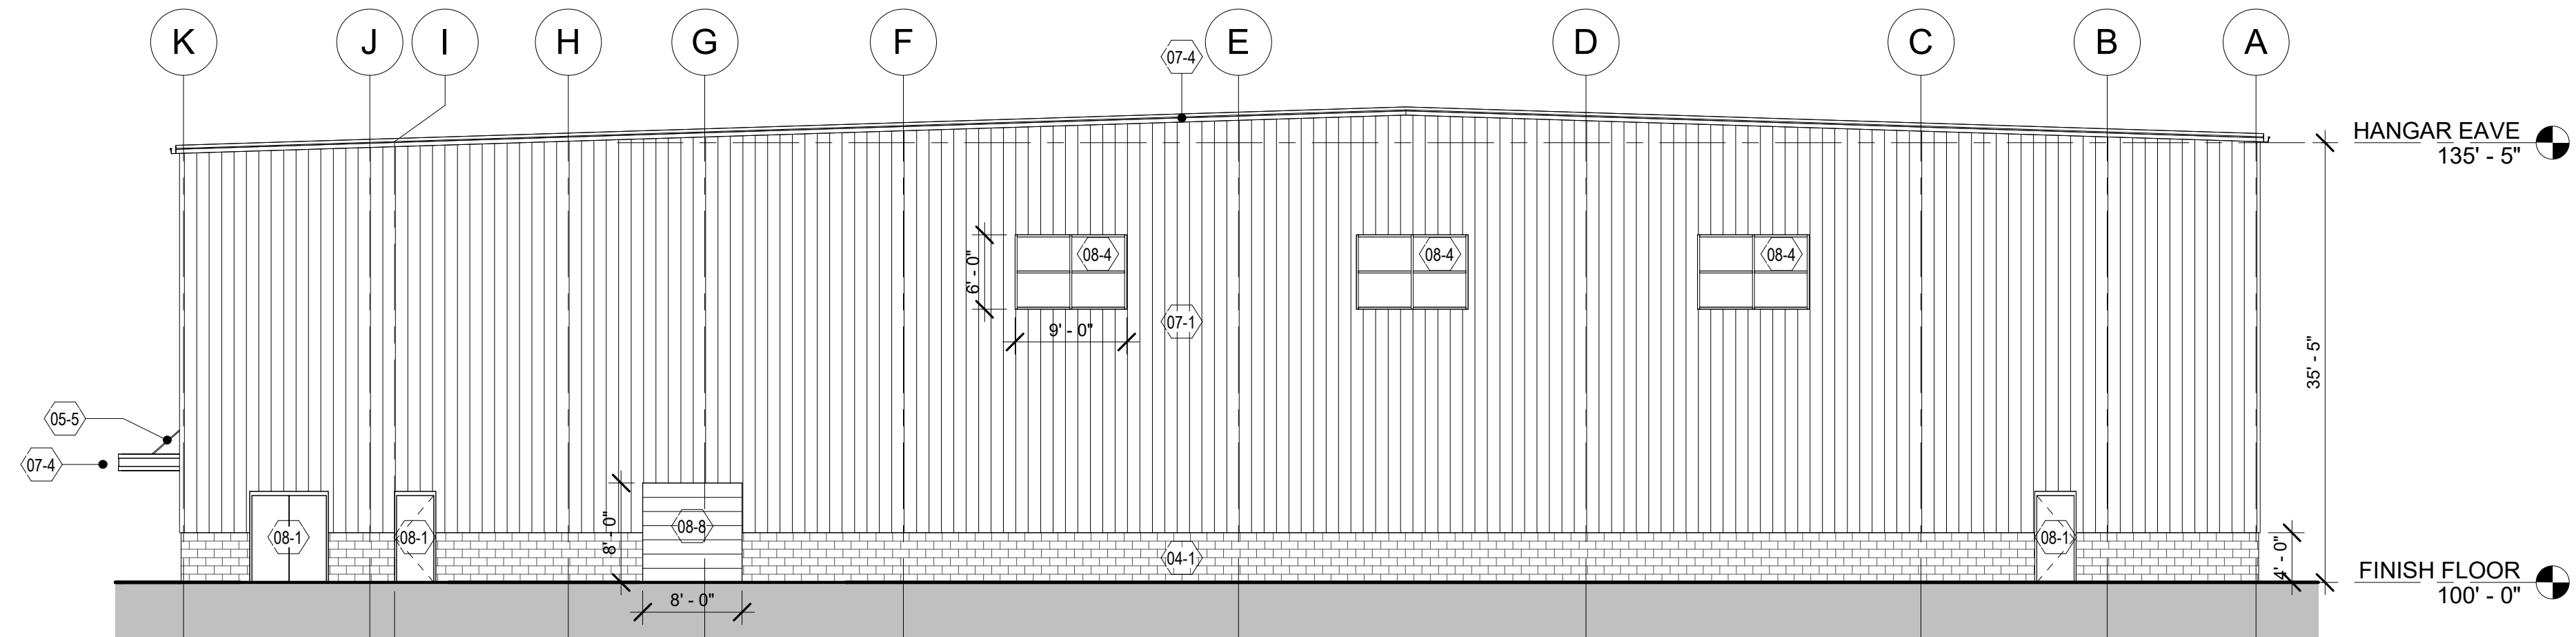 K J I H G F E D C B A
07-4
HANGAR EAVE
135' - 5"
08-4 08-4 08-4
6' - 0"
07-1
9' - 0"
35' - 5"
05-5
07-4
08-1 08-1 8' - 0" 08-8 08-1
04-1
4' - 0"
FINISH FLOOR
100' - 0"
8' - 0"